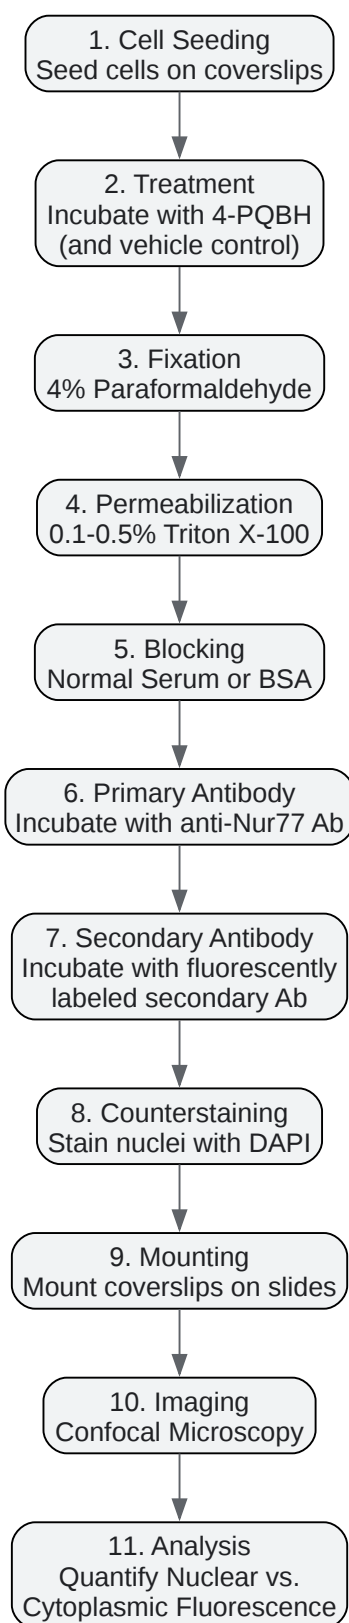 1. Cell Seeding
Seed cells on coverslips
2. Treatment
Incubate with 4-PQBH
(and vehicle control)
3. Fixation
4% Paraformaldehyde
4. Permeabilization
0.1-0.5% Triton X-100
5. Blocking
Normal Serum or BSA
6. Primary Antibody
Incubate with anti-Nur77 Ab
7. Secondary Antibody
Incubate with fluorescently
labeled secondary Ab
8. Counterstaining
Stain nuclei with DAPI
9. Mounting
Mount coverslips on slides
10. Imaging
Confocal Microscopy
11. Analysis
Quantify Nuclear vs.
Cytoplasmic Fluorescence